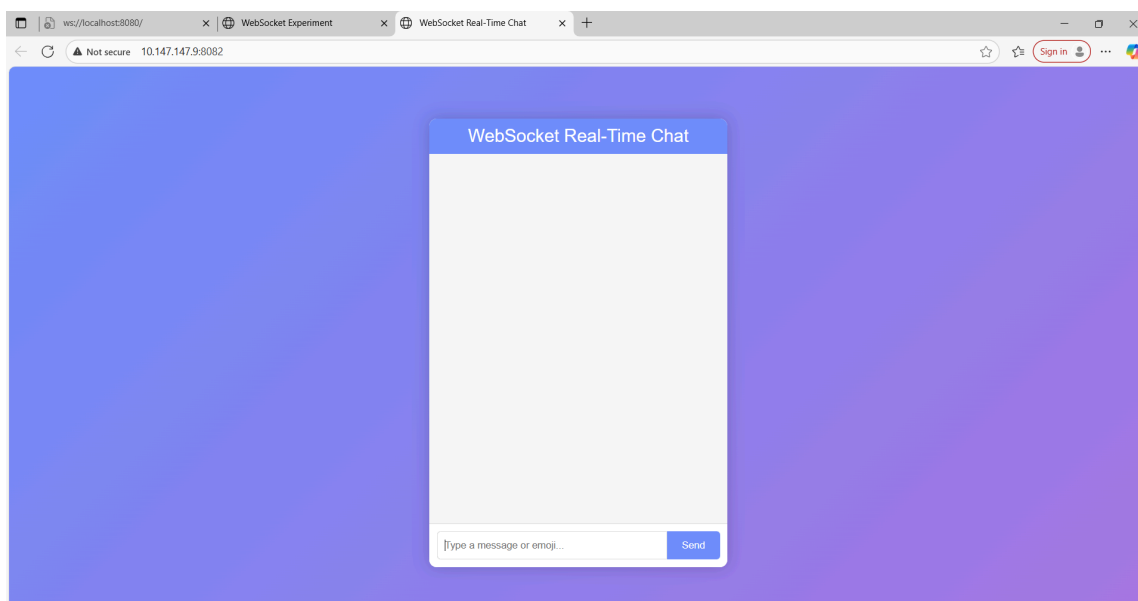 ws://localhost:8080/
WebSocket Experiment
WebSocket Real-Time Chat
Not secure 10.147.147.9:8082
Sign in
WebSocket Real-Time Chat
Type a message or emoji...
Send